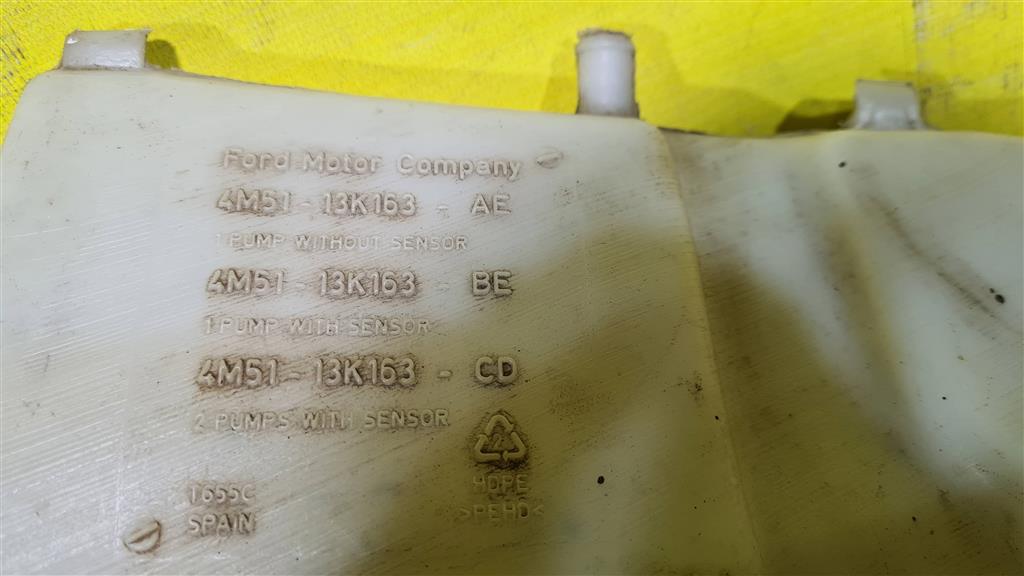 Ford Motor Company
4M51 - 13K163 - AE
1 PUMP WITHOUT SENSOR
4M51 - 13K163 - BE
1 PUMP WITH SENSOR
4M51 - 13K163 - CD
2 PUMPS WITH SENSOR
2
HDPE
>PEHD<
T655C
SPAIN